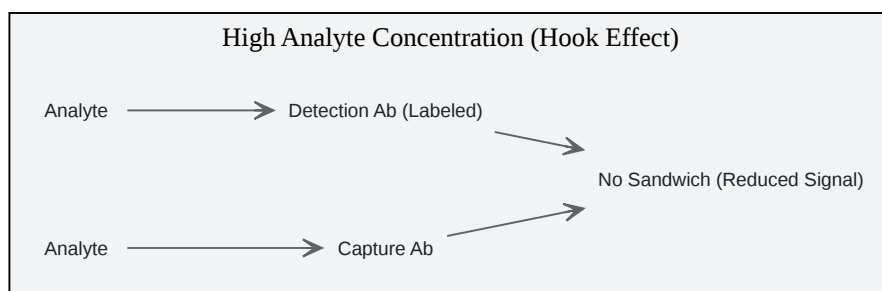 High Analyte Concentration (Hook Effect)
Analyte
Detection Ab (Labeled)
No Sandwich (Reduced Signal)
Analyte
Capture Ab